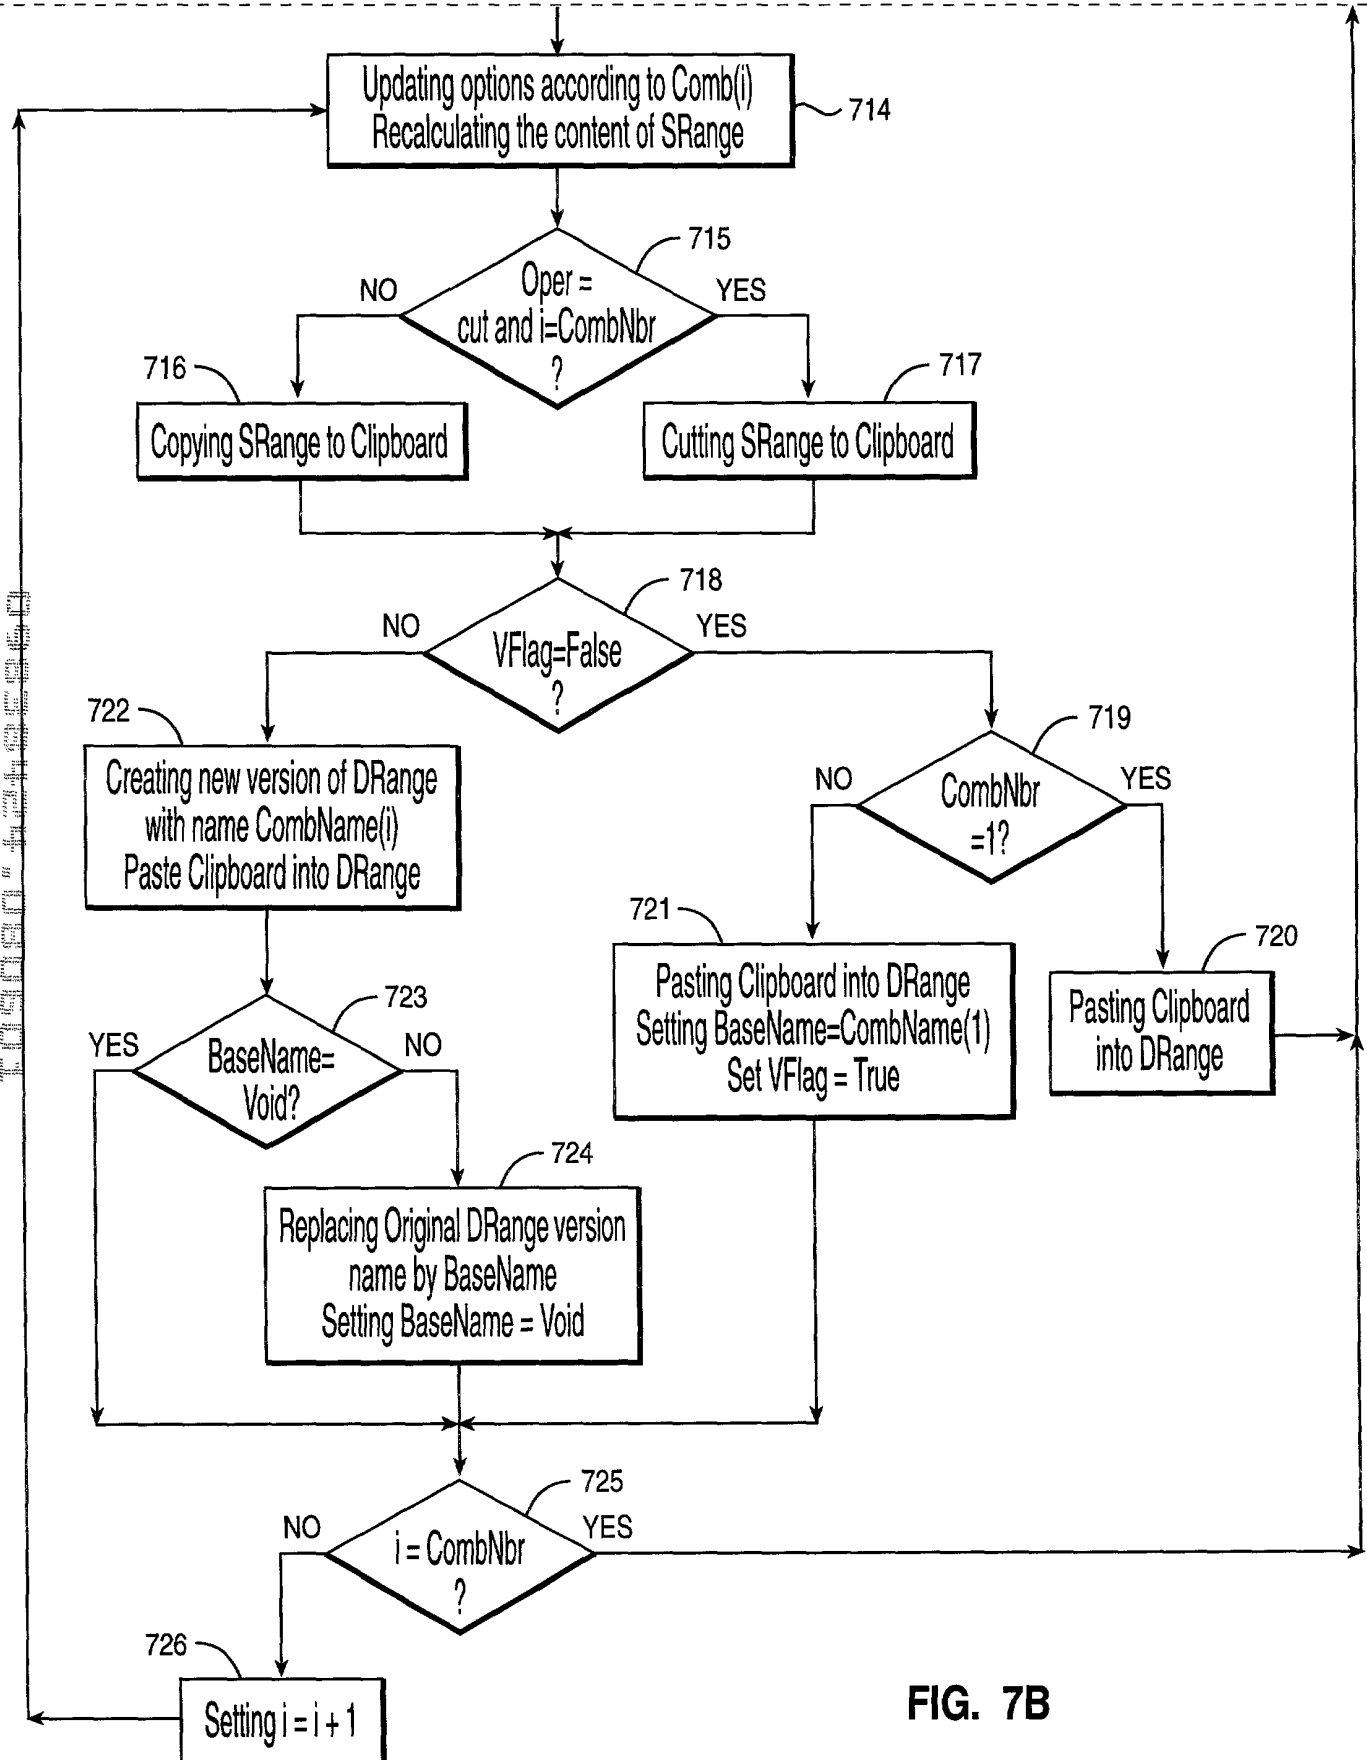 Updating options according to Comb(i)
Recalculating the content of SRange
714
715
Oper =
cut and i=CombNbr
?
NO
YES
716
717
Copying SRange to Clipboard
Cutting SRange to Clipboard
718
NO
YES
VFlag=False
?
722
719
Creating new version of DRange
with name CombName(i)
Paste Clipboard into DRange
NO
YES
CombNbr
=1?
721
720
Pasting Clipboard into DRange
Setting BaseName=CombName(1)
Set VFlag = True
Pasting Clipboard
into DRange
723
YES
NO
BaseName=
Void?
724
Replacing Original DRange version
name by BaseName
Setting BaseName = Void
725
NO
YES
i = CombNbr
?
726
Setting i = i + 1
FIG. 7B